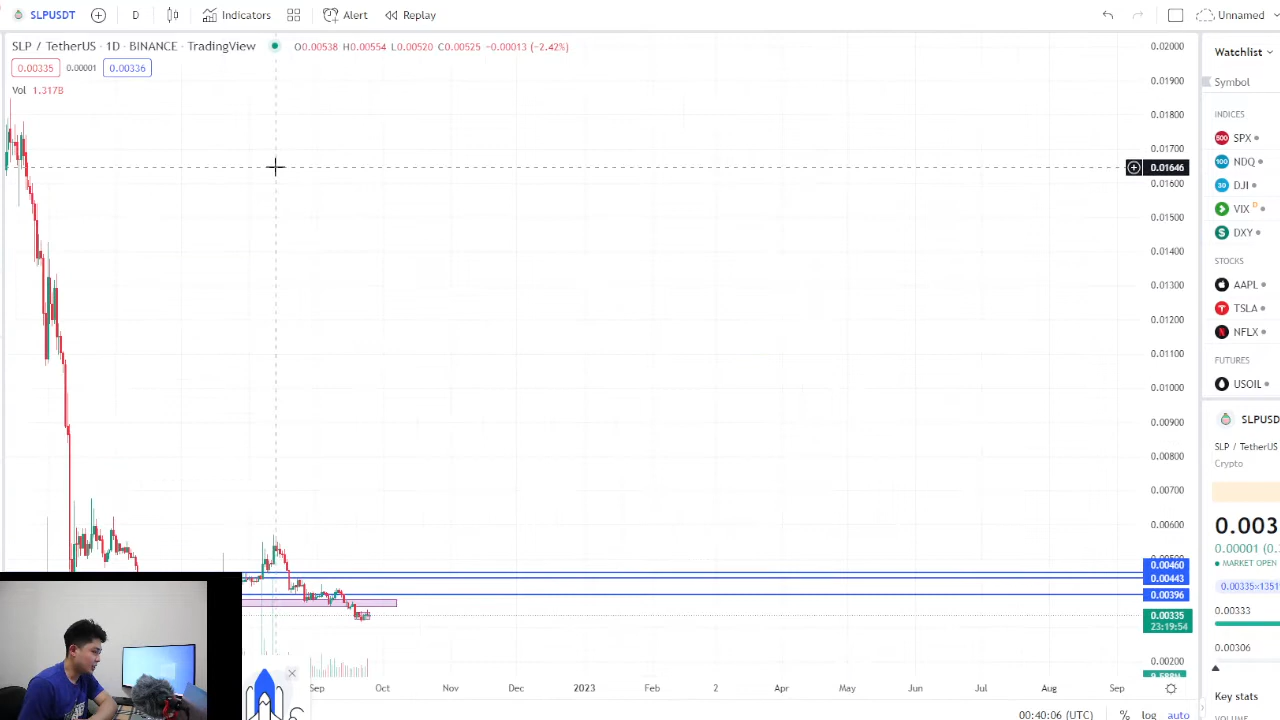 SLPUSDT D Indicators Alert Replay Unnamed
SLP / TetherUS · 1D · BINANCE · TradingView O0.00538 H0.00554 L0.00520 C0.00525 −0.00013 (−2.42%)
0.00335 0.00001 0.00336
Vol 1.317B
0.02000
0.01900
0.01800
0.01700
0.01646
0.01600
0.01500
0.01400
0.01300
0.01200
0.01100
0.01000
0.00900
0.00800
0.00700
0.00600
0.00460
0.00443
0.00396
0.00335
23:19:54
0.00200
Sep Oct Nov Dec 2023 Feb 2 Apr May Jun Jul Aug Sep
00:40:06 (UTC) % log auto
Watchlist
Symbol
INDICES
SPX
NDQ
DJI
VIX D
DXY
STOCKS
AAPL
TSLA
NFLX
FUTURES
USOIL
SLPUSD
SLP / TetherUS
Crypto
0.003
0.00001 (0.
MARKET OPEN
0.00335×1351
0.00333
0.00306
Key stats